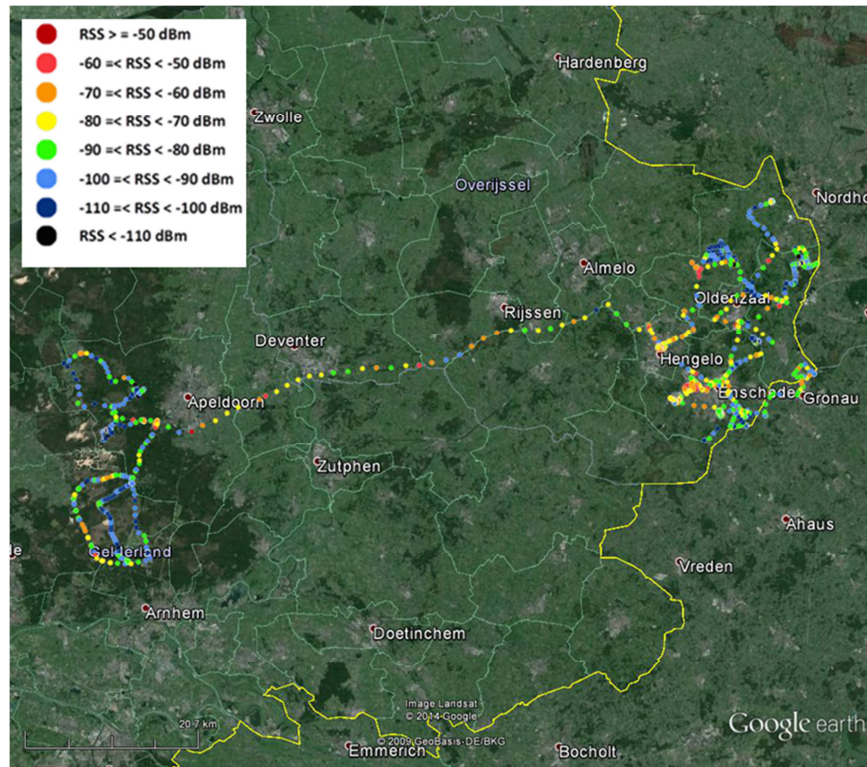 RSS > = -50 dBm
-60 =< RSS < -50 dBm
-70 =< RSS < -60 dBm
-80 =< RSS < -70 dBm
-90 =< RSS < -80 dBm
-100 =< RSS < -90 dBm
-110 =< RSS < -100 dBm
RSS < -110 dBm
Hardenberg
Zwolle
Overijssel
Nordho
Almelo
Oldenzaal
Rijssen
Deventer
Hengelo
Apeldoorn
Enschede
Gronau
Zutphen
Ahaus
de
Gelderland
Vreden
Arnhem
Doetinchem
Image Landsat
© 2014 Google
20.7 km
Google earth
© 2009 GeoBasis-DE/BKG
Emmerich
Bocholt